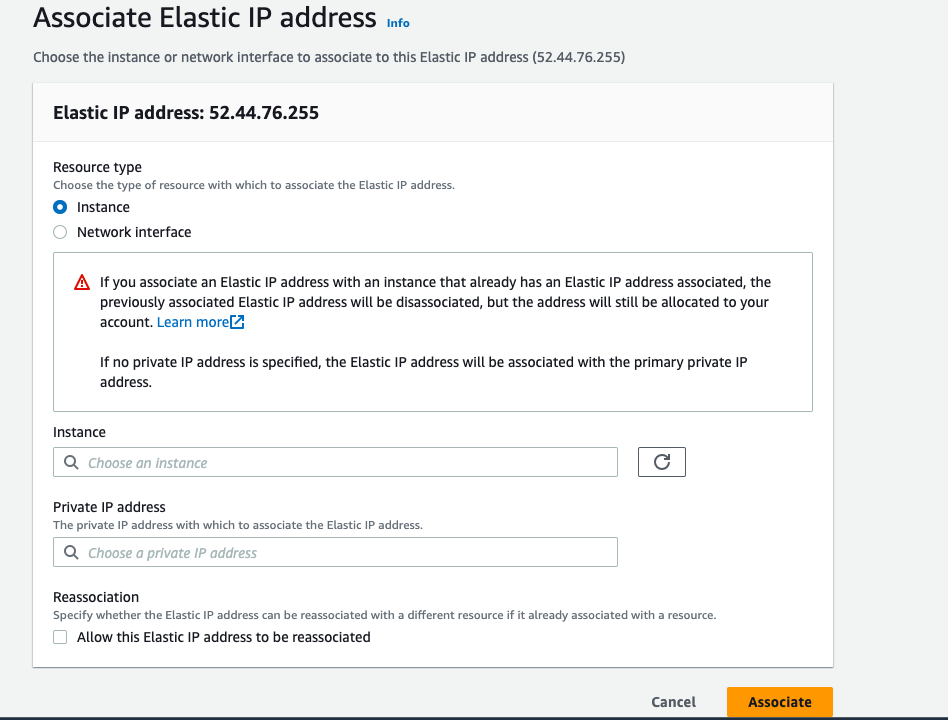 Associate Elastic IP address Info
Choose the instance or network interface to associate to this Elastic IP address (52.44.76.255)
Elastic IP address: 52.44.76.255
Resource type
Choose the type of resource with which to associate the Elastic IP address.
Instance
Network interface
If you associate an Elastic IP address with an instance that already has an Elastic IP address associated, the
previously associated Elastic IP address will be disassociated, but the address will still be allocated to your
account. Learn more
If no private IP address is specified, the Elastic IP address will be associated with the primary private IP
address.
Instance
Choose an instance
Private IP address
The private IP address with which to associate the Elastic IP address.
Choose a private IP address
Reassociation
Specify whether the Elastic IP address can be reassociated with a different resource if it already associated with a resource.
Allow this Elastic IP address to be reassociated
Cancel Associate